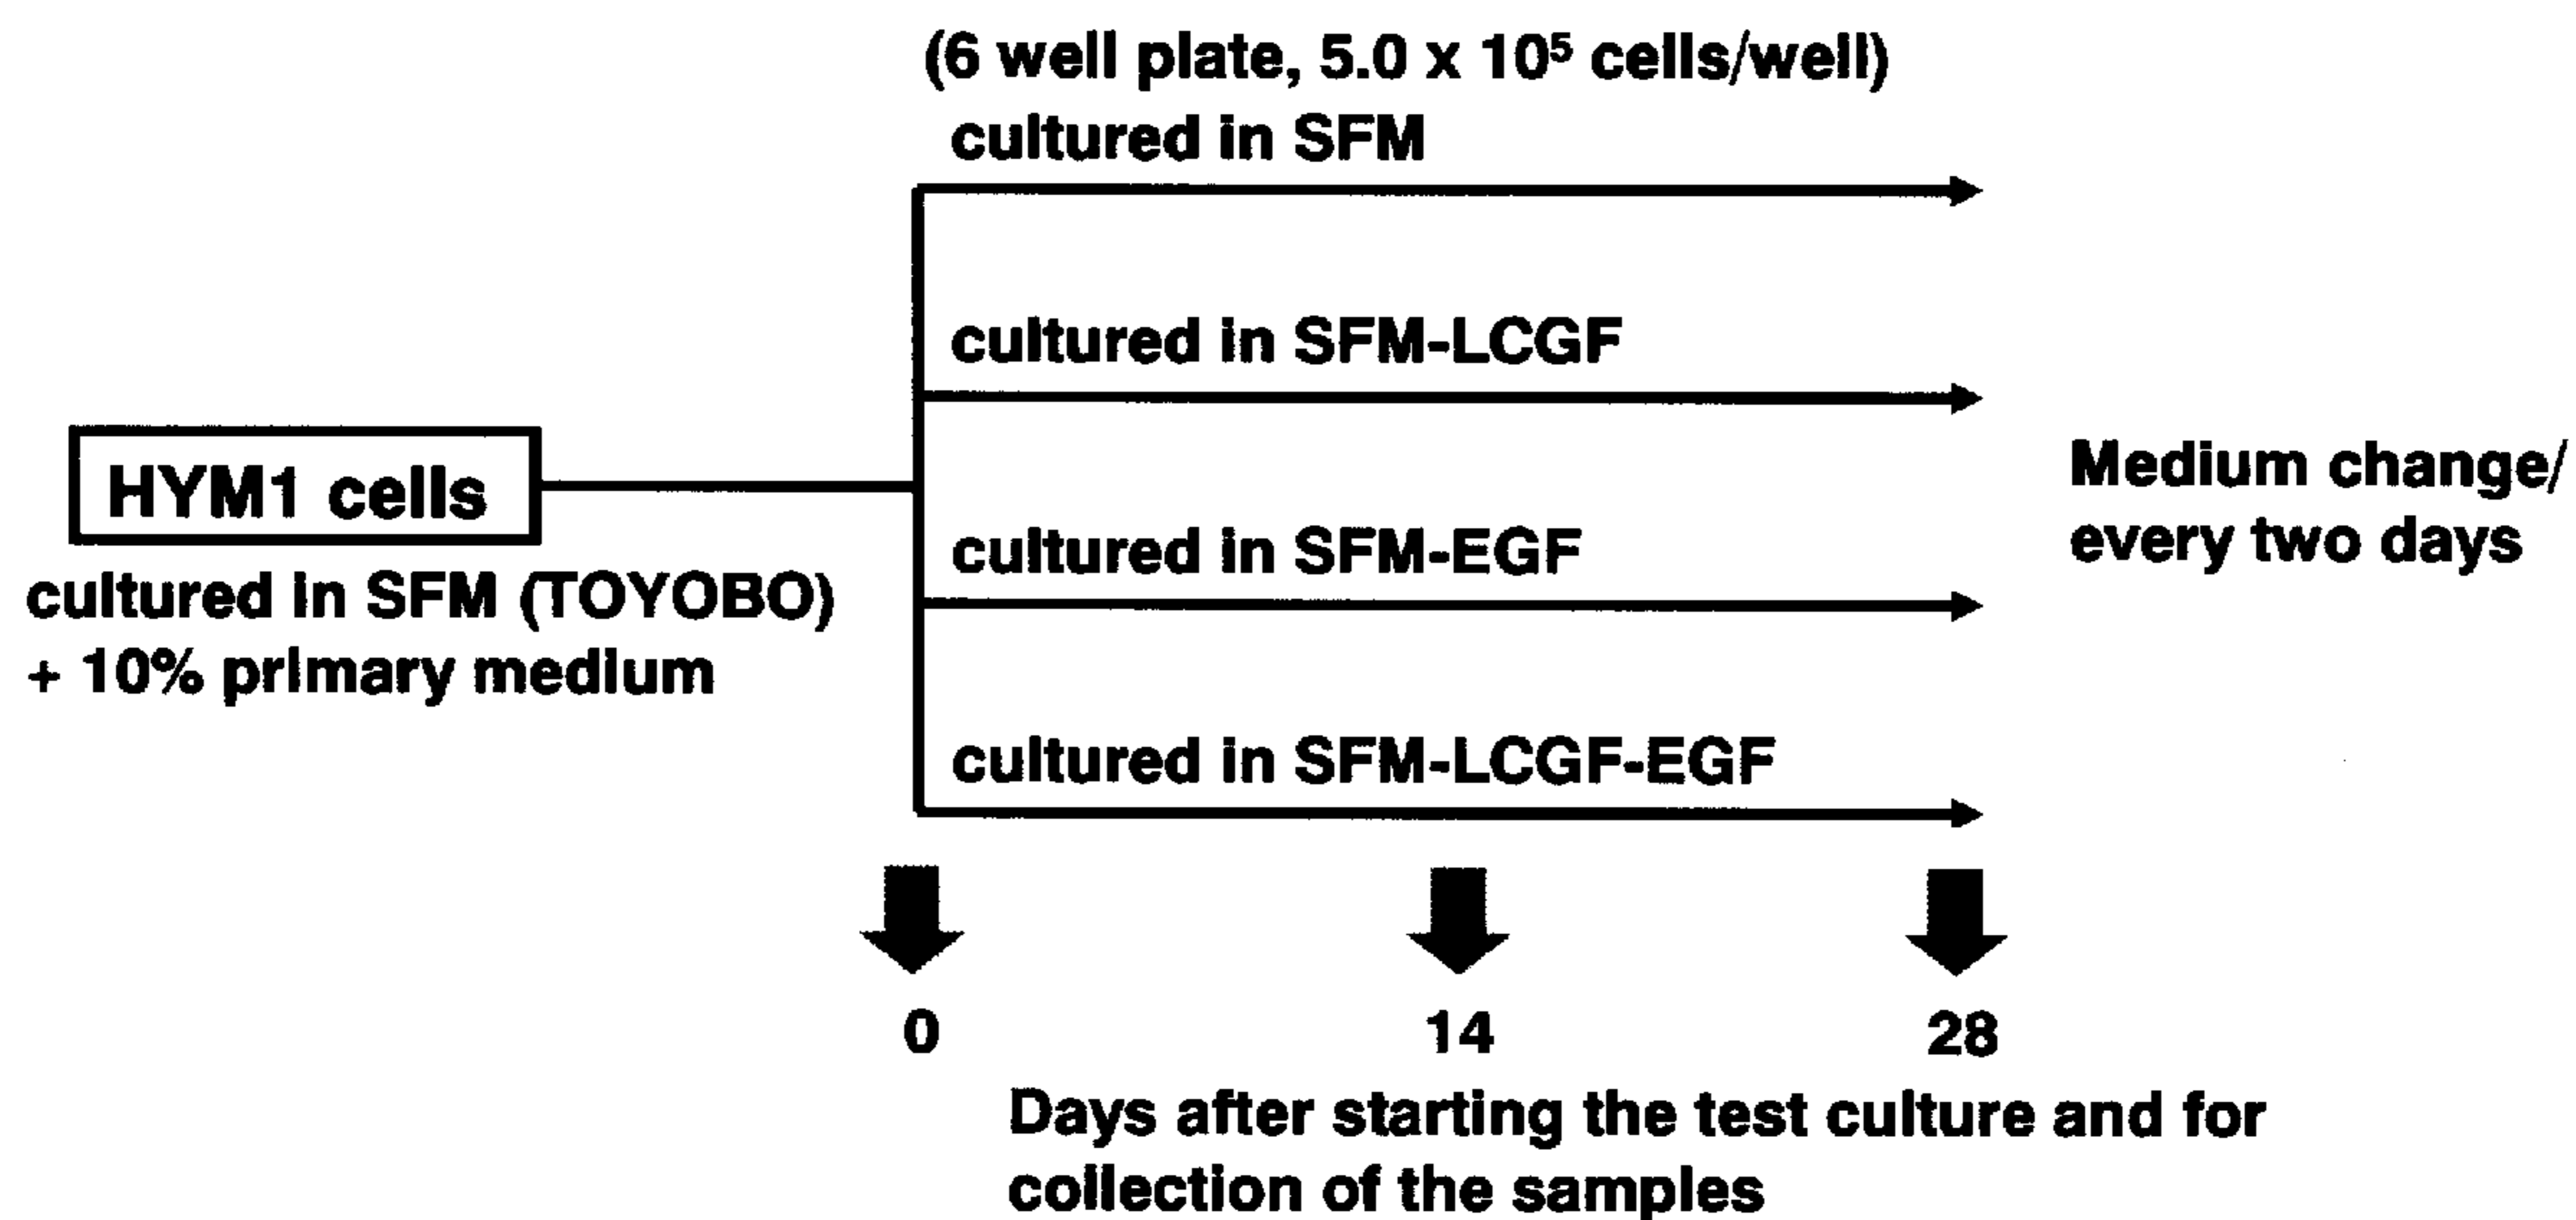 (6 well plate, 5.0 x 10⁵ cells/well)
cultured in SFM
cultured in SFM-LCGF
HYM1 cells
cultured in SFM (TOYOBO)
+ 10% primary medium
cultured in SFM-EGF
cultured in SFM-LCGF-EGF
Medium change/
every two days
0
14
28
Days after starting the test culture and for
collection of the samples